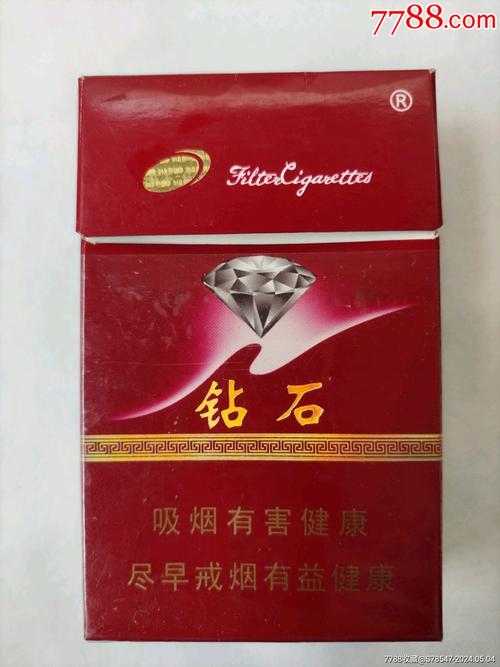 7788.com
®
Filter Cigarettes
钻石
吸烟有害健康
尽早戒烟有益健康
7788收藏@S78547-2024.05.04